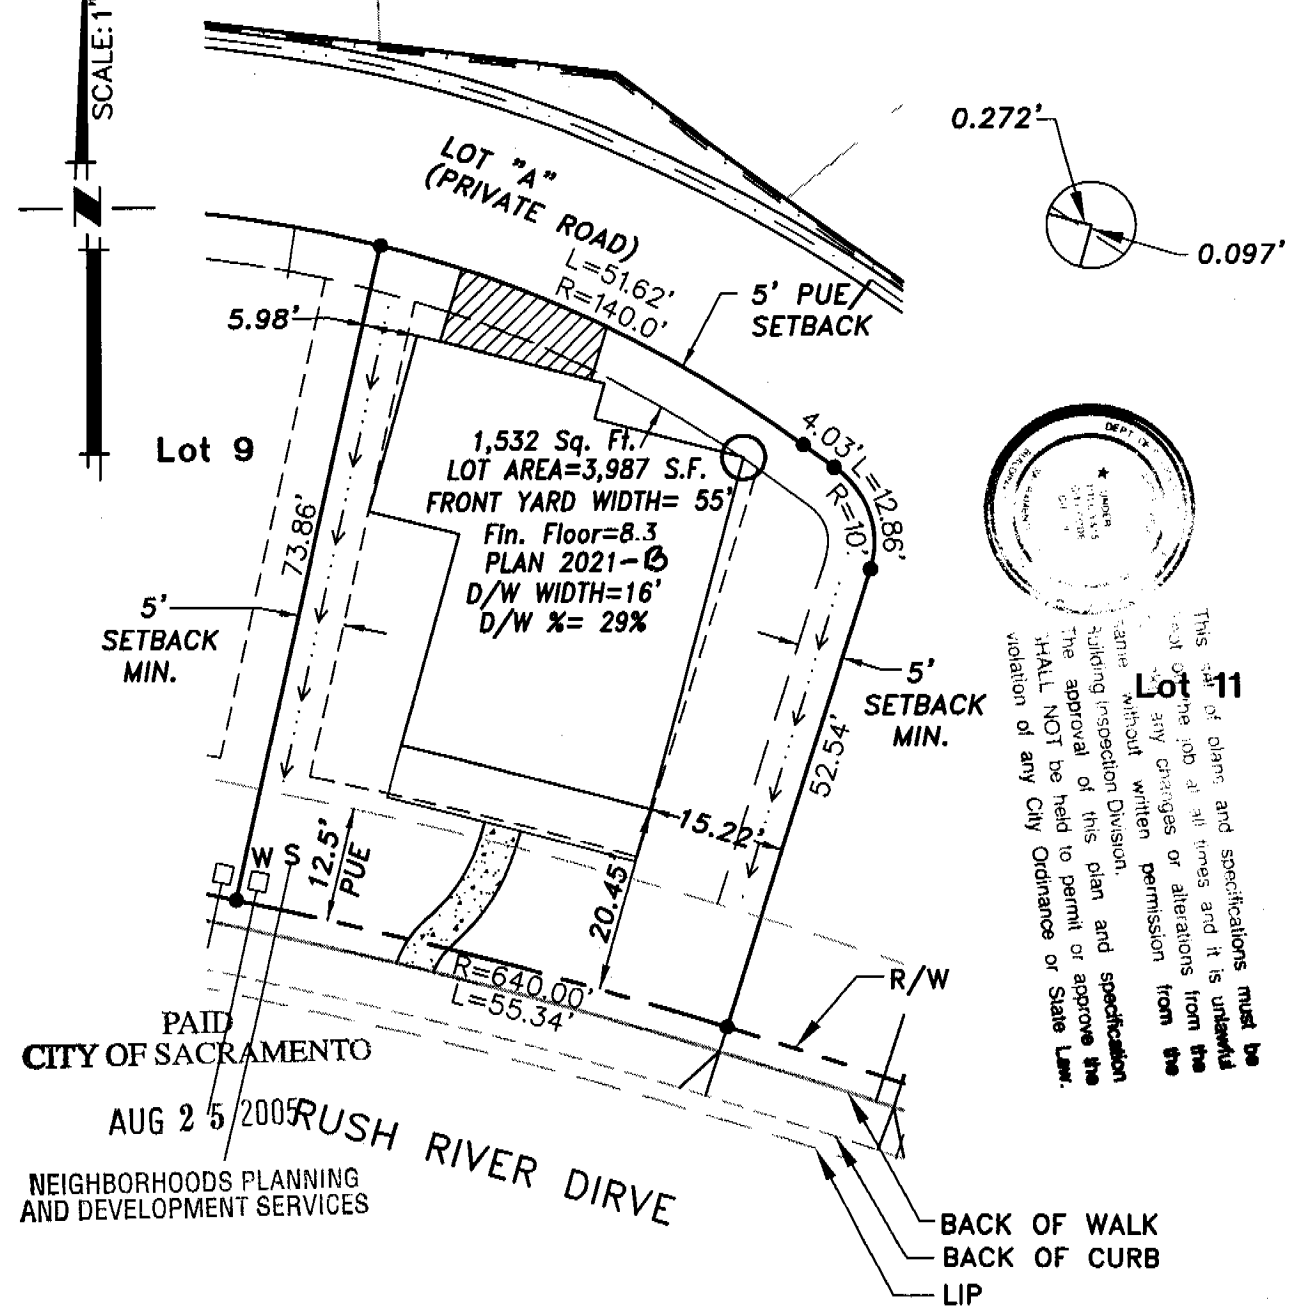 SCALE:1"
LOT "A"
(PRIVATE ROAD)
L=51.62'
R=140.0'
0.272'
0.097'
5.98'
5' PUE/
SETBACK
Lot 9
4.03'
L=12.86'
R=10'
1,532 Sq. Ft.
LOT AREA=3,987 S.F.
FRONT YARD WIDTH= 55'
Fin. Floor=8.3
PLAN 2021-B
D/W WIDTH=16'
D/W %= 29%
73.86'
5'
SETBACK
MIN.
5'
SETBACK
MIN.
52.54'
Lot 11
DEPT OF
This set of plans and specifications must be
kept on the job at all times and it is unlawful
any changes or alterations from the
same without written permission from the
Building Inspection Division.
The approval of this plan and specification
SHALL NOT be held to permit or approve the
violation of any City Ordinance or State Law.
15.22'
12.5'
PUE
W S
20.45'
R=640.00'
L=55.34'
R/W
PAID
CITY OF SACRAMENTO
AUG 25 2005
NEIGHBORHOODS PLANNING
AND DEVELOPMENT SERVICES
RUSH RIVER DIRVE
BACK OF WALK
BACK OF CURB
LIP